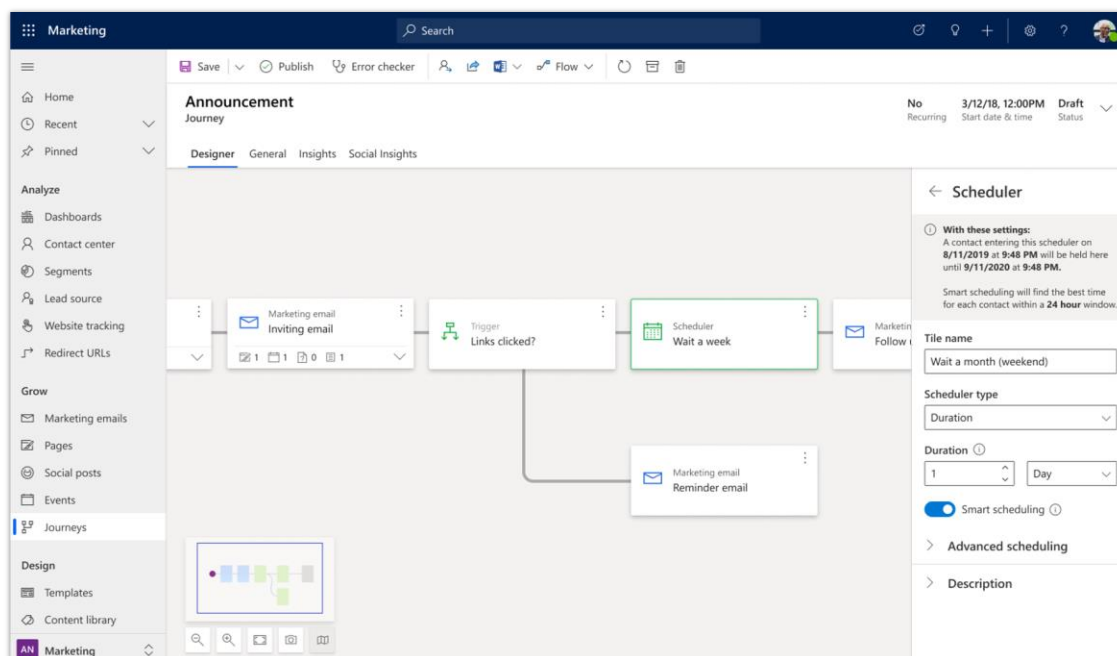 Marketing
Search
Save
Publish
Error checker
Flow
Home
Recent
Pinned
Analyze
Dashboards
Contact center
Segments
Lead source
Website tracking
Redirect URLs
Grow
Marketing emails
Pages
Social posts
Events
Journeys
Design
Templates
Content library
AN Marketing
Announcement
Journey
No
Recurring
3/12/18, 12:00PM
Start date & time
Draft
Status
Designer General Insights Social Insights
Marketing email
Inviting email
1 1 0 1
Trigger
Links clicked?
Scheduler
Wait a week
Follow
Marketing email
Reminder email
Scheduler
With these settings:
A contact entering this scheduler on
8/11/2019 at 9:48 PM will be held here
until 9/11/2020 at 9:48 PM.
Smart scheduling will find the best time
for each contact within a 24 hour window.
Tile name
Wait a month (weekend)
Scheduler type
Duration
Duration
1 Day
Smart scheduling
Advanced scheduling
Description